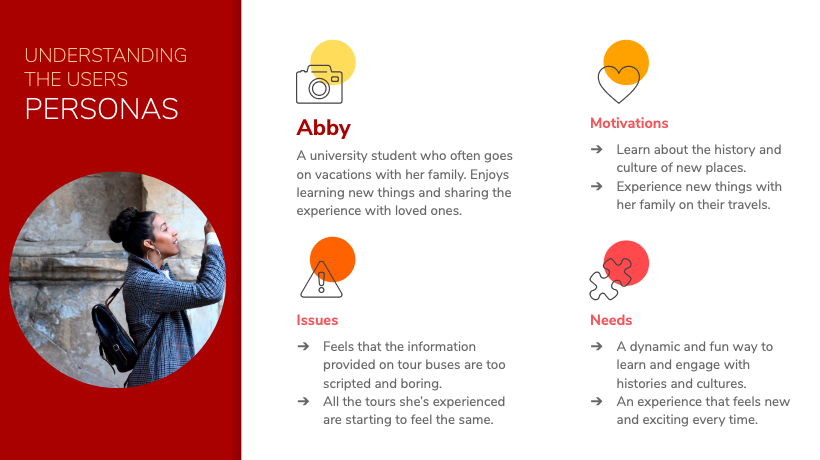 UNDERSTANDING
THE USERS
PERSONAS
Abby
A university student who often goes
on vacations with her family. Enjoys
learning new things and sharing the
experience with loved ones.
Motivations
➔ Learn about the history and
culture of new places.
➔ Experience new things with
her family on their travels.
Issues
➔ Feels that the information
provided on tour buses are too
scripted and boring.
➔ All the tours she's experienced
are starting to feel the same.
Needs
➔ A dynamic and fun way to
learn and engage with
histories and cultures.
➔ An experience that feels new
and exciting every time.